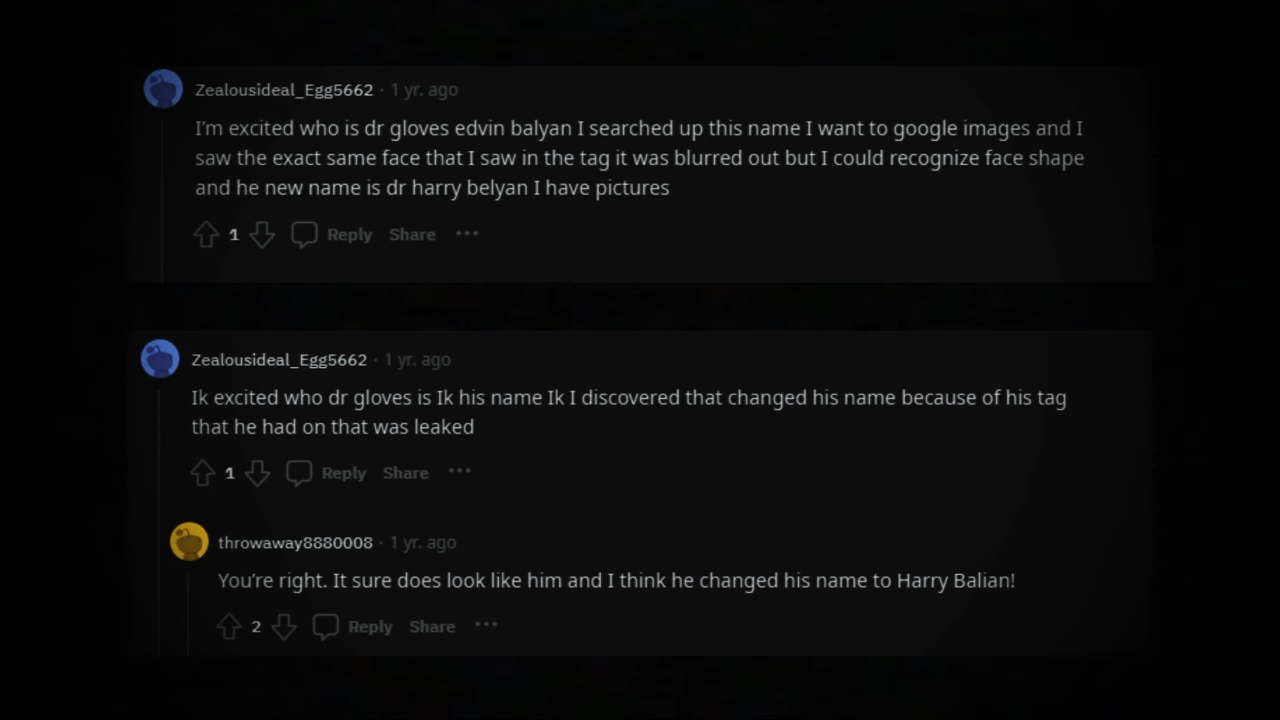 Zealousideal_Egg5662 · 1 yr. ago
I'm excited who is dr gloves edvin balyan I searched up this name I want to google images and I
saw the exact same face that I saw in the tag it was blurred out but I could recognize face shape
and he new name is dr harry belyan I have pictures
1 Reply Share ···
Zealousideal_Egg5662 · 1 yr. ago
Ik excited who dr gloves is Ik his name Ik I discovered that changed his name because of his tag
that he had on that was leaked
1 Reply Share ···
throwaway8880008 · 1 yr. ago
You're right. It sure does look like him and I think he changed his name to Harry Balian!
2 Reply Share ···